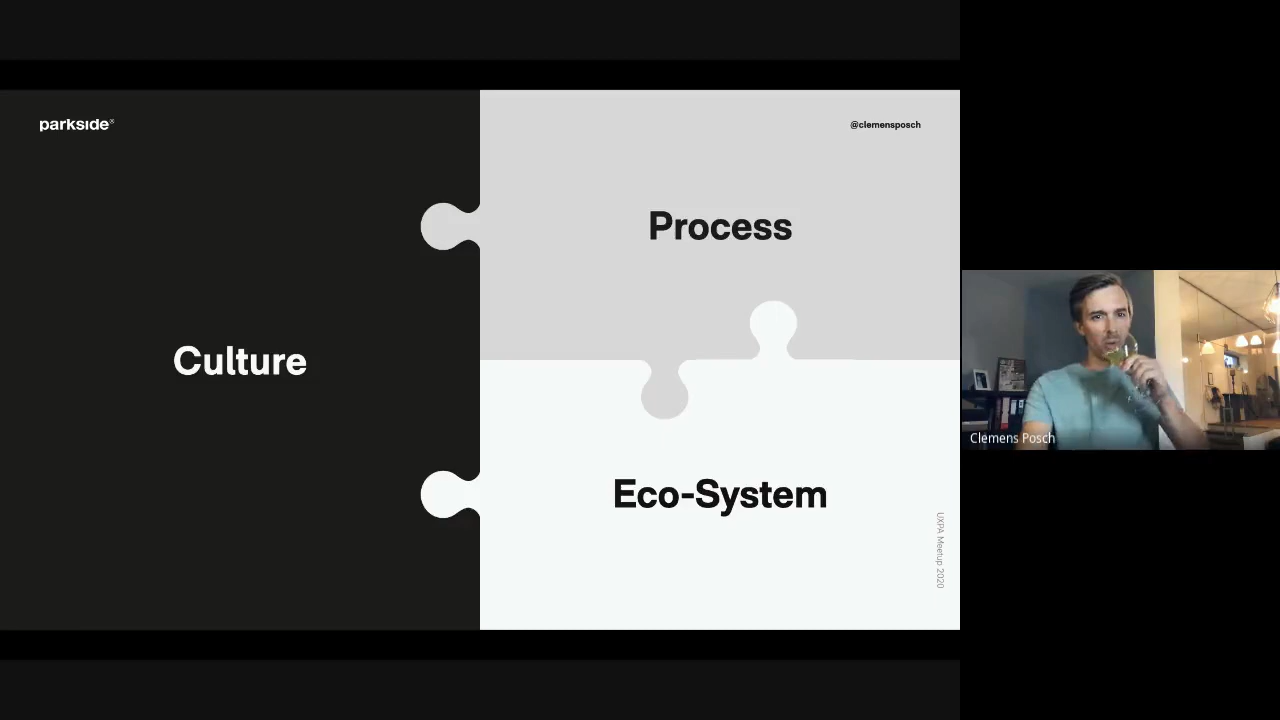 parkside®
@clemensposch
Process
Culture
Eco-System
UXPA Meetup 2020
Clemens Posch